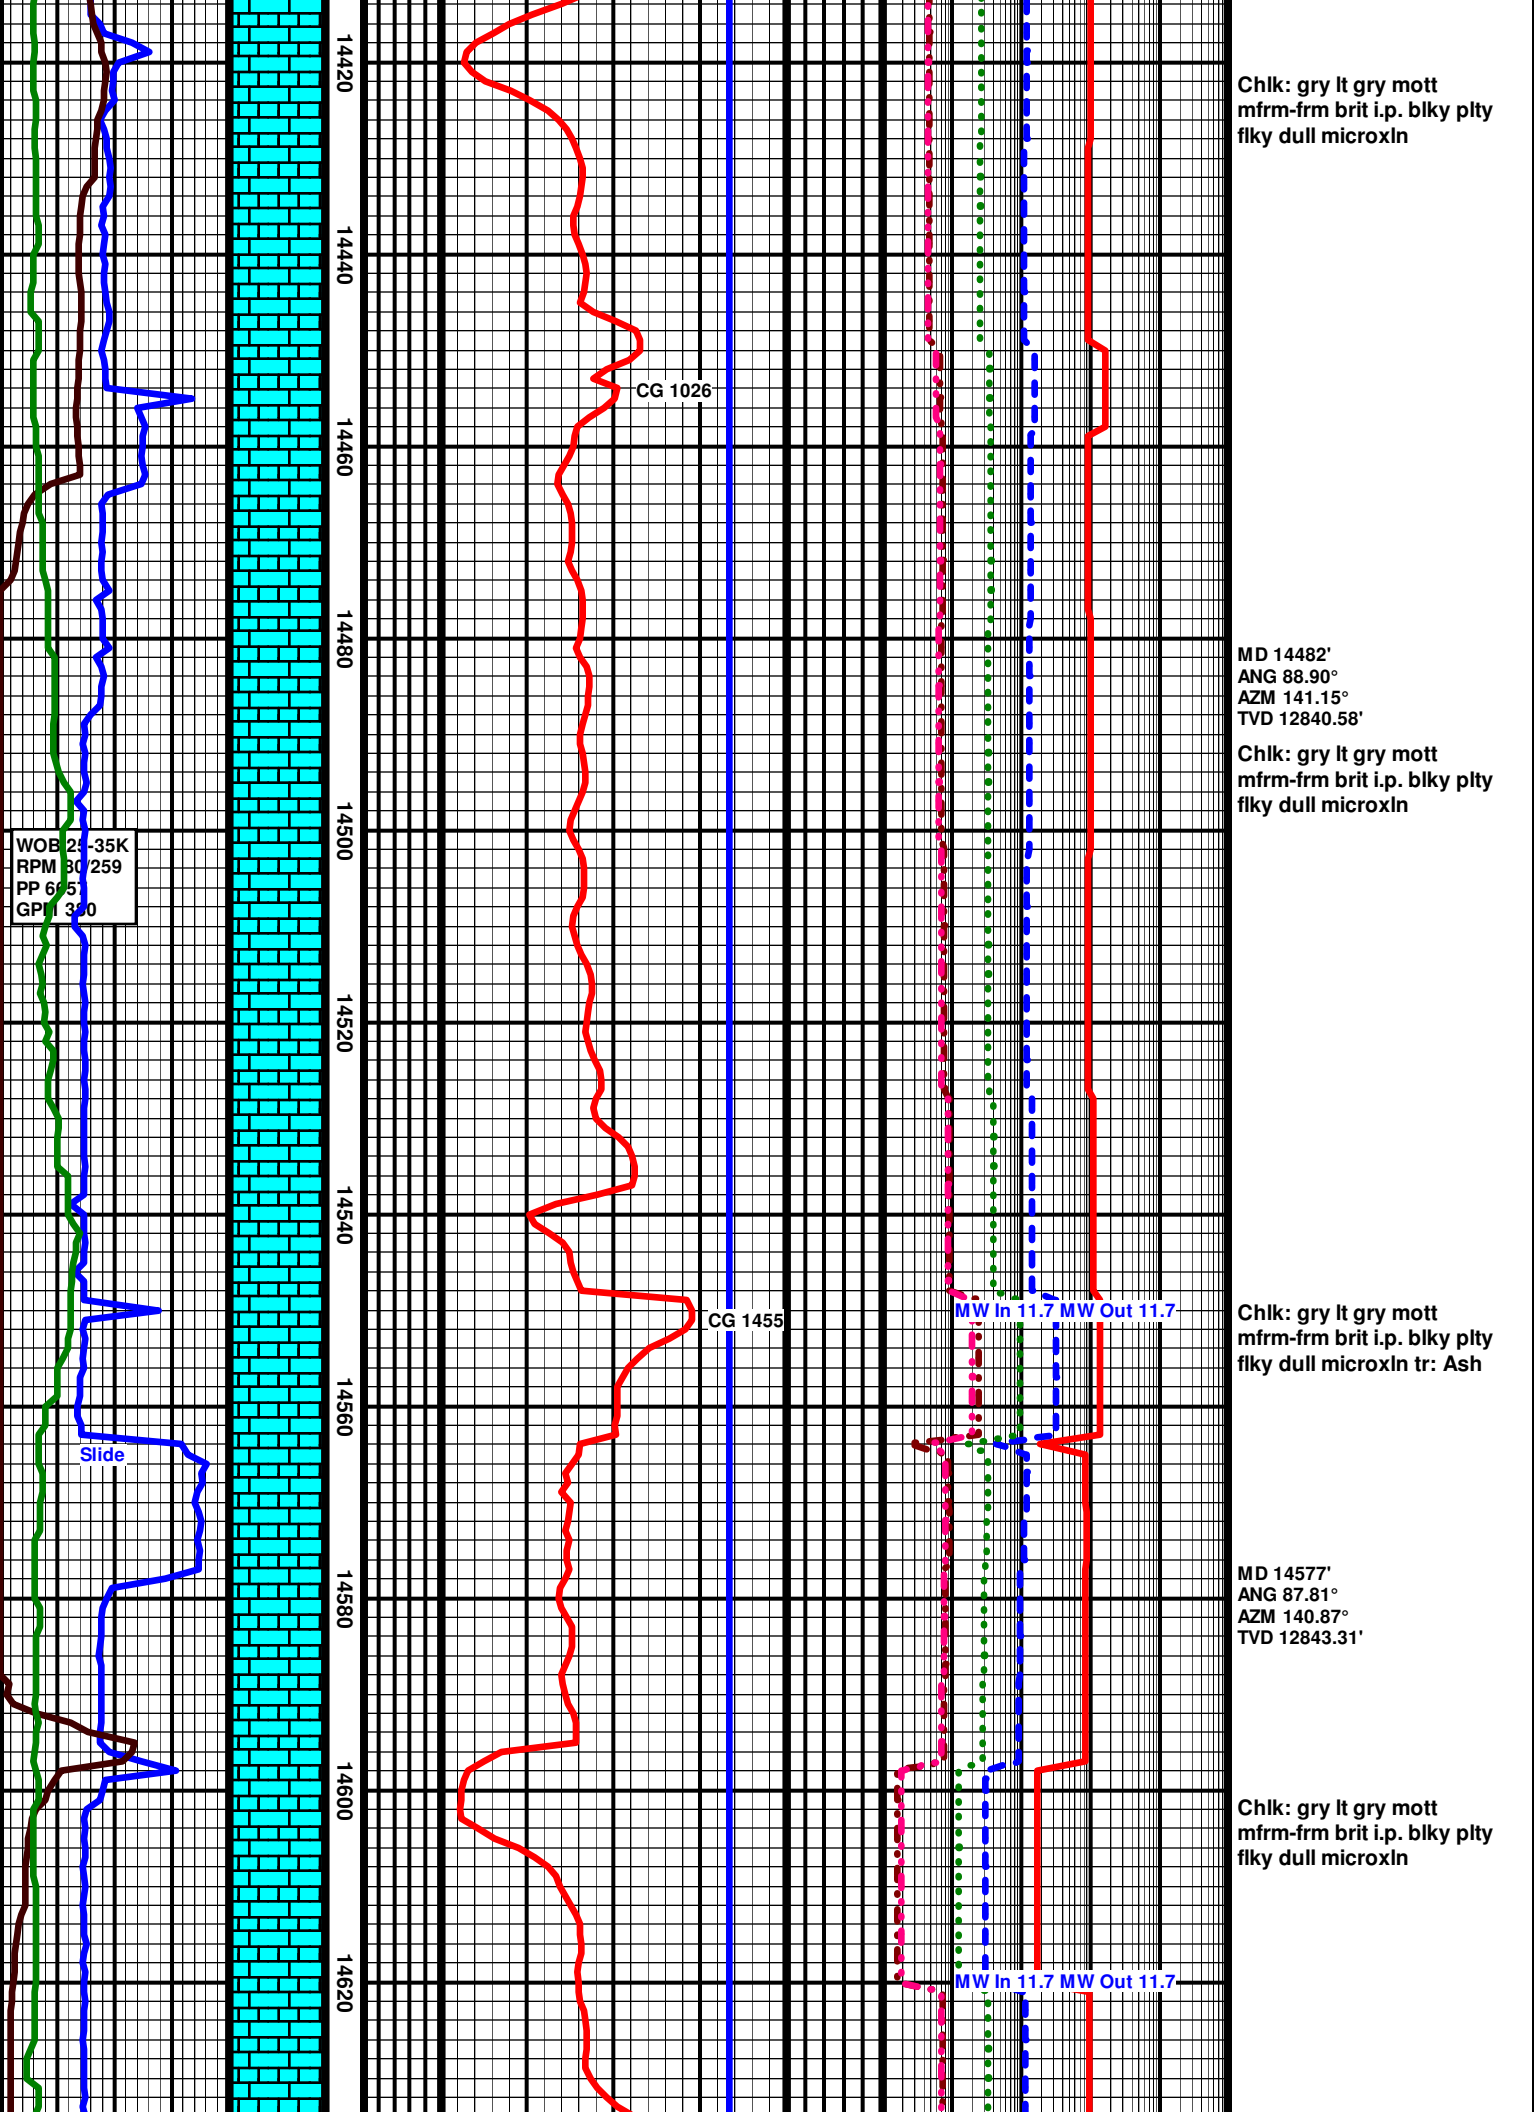 14420
Chlk: gry lt gry mott
mfrm-frm brit i.p. blky plty
flky dull microxln
14440
CG 1026
14460
14480
MD 14482'
ANG 88.90°
AZM 141.15°
TVD 12840.58'
Chlk: gry lt gry mott
mfrm-frm brit i.p. blky plty
flky dull microxln
14500
WOB 25-35K
RPM 80/259
PP 6657
GPM
14520
14540
MW In 11.7 MW Out 11.7
CG 1455
Chlk: gry lt gry mott
mfrm-frm brit i.p. blky plty
flky dull microxln tr: Ash
14560
Slide
14580
MD 14577'
ANG 87.81°
AZM 140.87°
TVD 12843.31'
14600
Chlk: gry lt gry mott
mfrm-frm brit i.p. blky plty
flky dull microxln
14620
MW In 11.7 MW Out 11.7